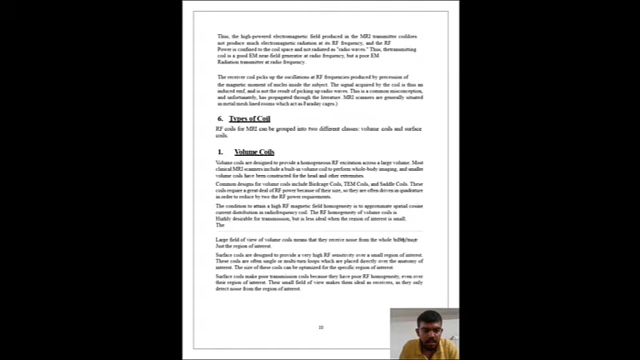 Thus, the high-powered electromagnetic field produced in the MRI transmitter coildoes
not produce much electromagnetic radiation at its RF frequency, and the RF
Power is confined to the coil space and not radiated as "radio waves." Thus, thetransmitting
coil is a good EM near field generator at radio frequency, but a poor EM
Radiation transmitter at radio frequency.
The receiver coil picks up the oscillations at RF frequencies produced by precession of
the magnetic moment of nuclei inside the subject. The signal acquired by the coil is thus an
induced emf, and is not the result of picking up radio waves. This is a common misconception,
and unfortunately, has propagated through the literature. MRI scanners are generally situated
in metal mesh lined rooms which act as Faraday cages.)
6. Types of Coil
RF coils for MRI can be grouped into two different classes: volume coils and surface
coils.
1. Volume Coils
Volume coils are designed to provide a homogeneous RF excitation across a large volume. Most
clinical MRI scanners include a built-in volume coil to perform whole-body imaging, and smaller
volume coils have been constructed for the head and other extremities.
Common designs for volume coils include Birdcage Coils, TEM Coils, and Saddle Coils. These
coils require a great deal of RF power because of their size, so they are often driven in quadrature
in order to reduce by two the RF power requirements.
The condition to attain a high RF magnetic field homogeneity is to approximate spatial cosine
current distribution in radiofrequency coil. The RF homogeneity of volume coils is
Highly desirable for transmission, but is less ideal when the region of interest is small.
The
Large field of view of volume coils means that they receive noise from the whole
Just the region of interest.
Surface coils are designed to provide a very high RF sensitivity over a small region of interest.
These coils are often single or multi-turn loops which are placed directly over the anatomy of
interest. The size of these coils can be optimized for the specific region of interest.
Surface coils make poor transmission coils because they have poor RF homogeneity, even over
their region of interest. Their small field of view makes them ideal as receivers, as they only
detect noise from the region of interest
10